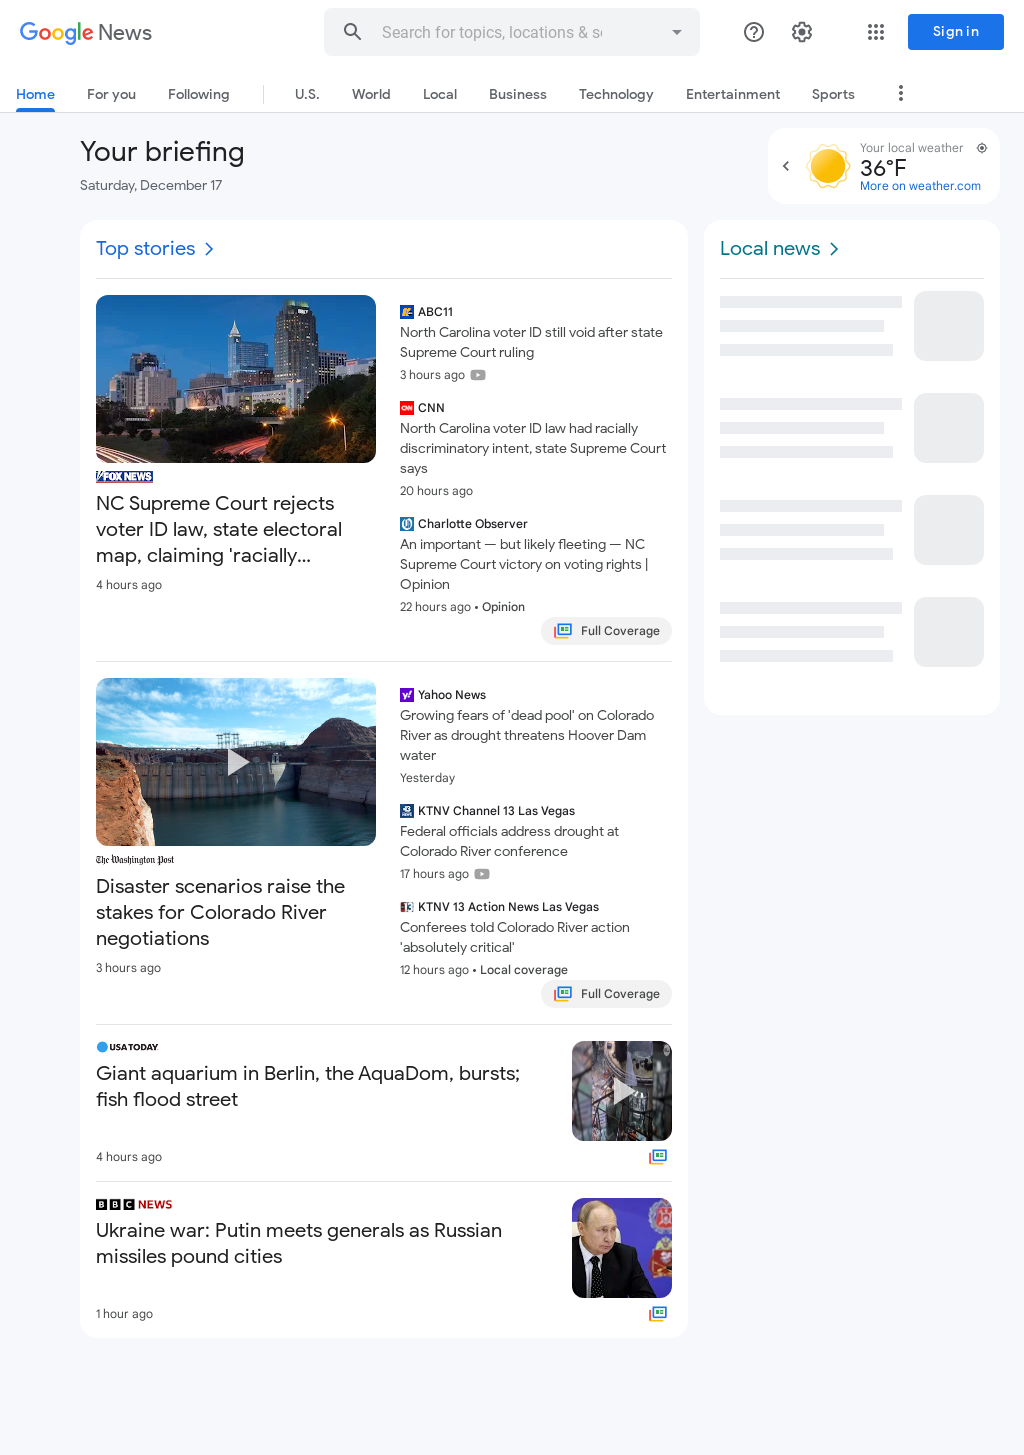 Google News
Search for topics, locations & so
Sign in
Home
For you
Following
U.S.
World
Local
Business
Technology
Entertainment
Sports
Your briefing
Saturday, December 17
Your local weather
36°F
More on weather.com
Top stories
FOX NEWS
NC Supreme Court rejects
voter ID law, state electoral
map, claiming 'racially...
4 hours ago
ABC11
North Carolina voter ID still void after state
Supreme Court ruling
3 hours ago
CNN
North Carolina voter ID law had racially
discriminatory intent, state Supreme Court
says
20 hours ago
Charlotte Observer
An important — but likely fleeting — NC
Supreme Court victory on voting rights |
Opinion
22 hours ago • Opinion
Full Coverage
The Washington Post
Disaster scenarios raise the
stakes for Colorado River
negotiations
3 hours ago
Yahoo News
Growing fears of 'dead pool' on Colorado
River as drought threatens Hoover Dam
water
Yesterday
KTNV Channel 13 Las Vegas
Federal officials address drought at
Colorado River conference
17 hours ago
KTNV 13 Action News Las Vegas
Conferees told Colorado River action
'absolutely critical'
12 hours ago • Local coverage
Full Coverage
USA TODAY
Giant aquarium in Berlin, the AquaDom, bursts;
fish flood street
4 hours ago
BBC NEWS
Ukraine war: Putin meets generals as Russian
missiles pound cities
1 hour ago
Local news